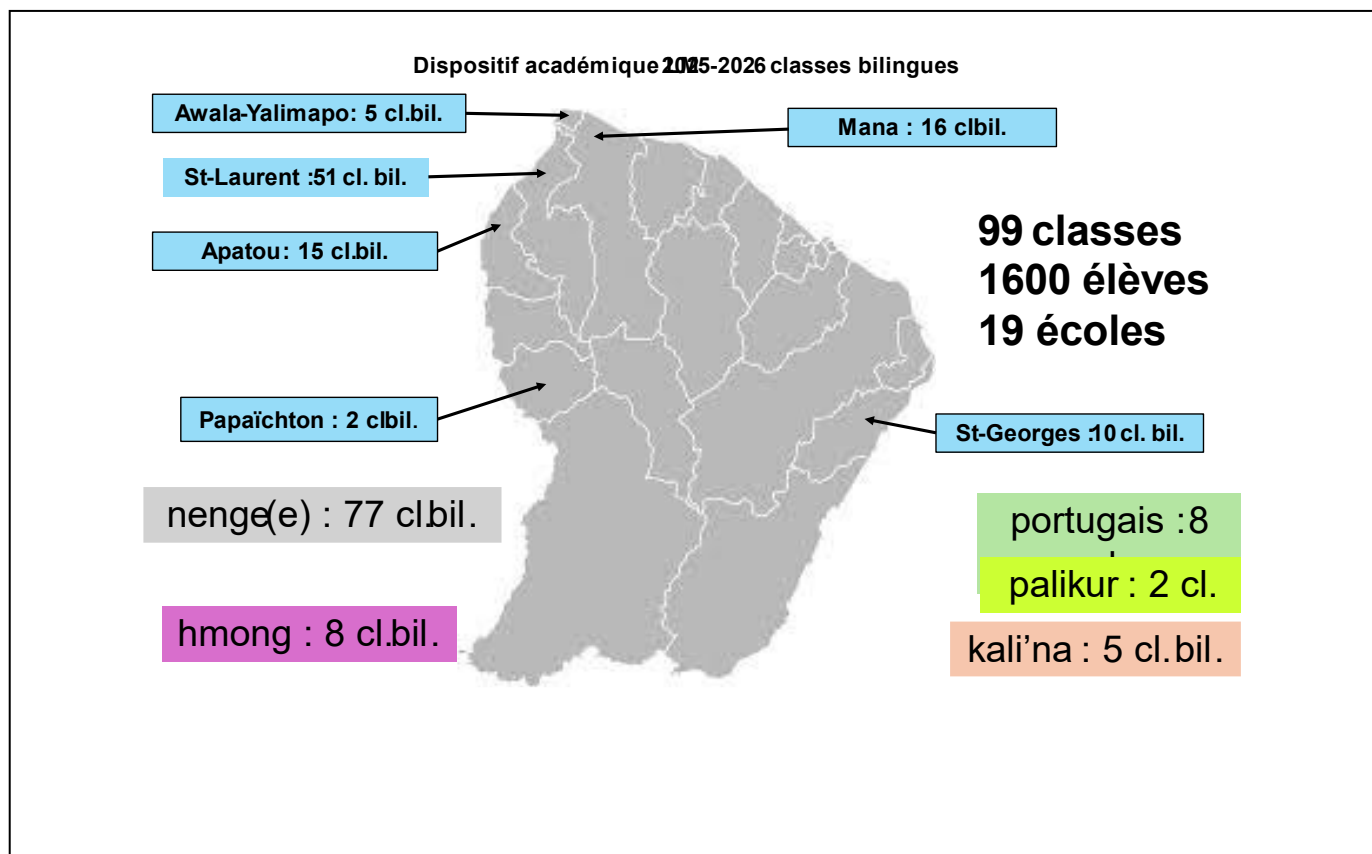 Dispositif académique 2025-2026 classes bilingues
Awala-Yalimapo: 5 cl.bil.
Mana : 16 clbil.
St-Laurent :51 cl. bil.
Apatou: 15 cl.bil.
99 classes
1600 élèves
19 écoles
Papaïchton : 2 clbil.
St-Georges :10 cl. bil.
nenge(e) : 77 cl.bil.
portugais :8
palikur : 2 cl.
hmong : 8 cl.bil.
kali’na : 5 cl.bil.